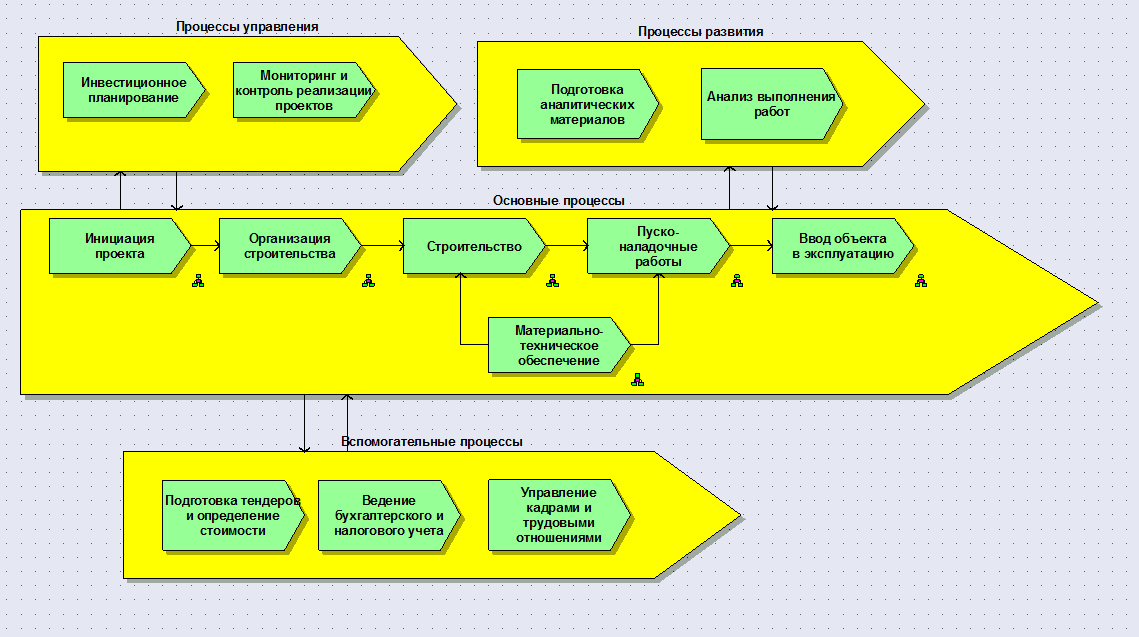 Процессы управления
Инвестиционное
планирование
Мониторинг и
контроль реализации
проектов
Процессы развития
Подготовка
аналитических
материалов
Анализ выполнения
работ
Основные процессы
Инициация
проекта
Организация
строительства
Строительство
Пуско-
наладочные
работы
Ввод объекта
в эксплуатацию
Материально-
техническое
обеспечение
Вспомогательные процессы
Подготовка тендеров
и определение
стоимости
Ведение
бухгалтерского и
налогового учета
Управление
кадрами и
трудовыми
отношениями